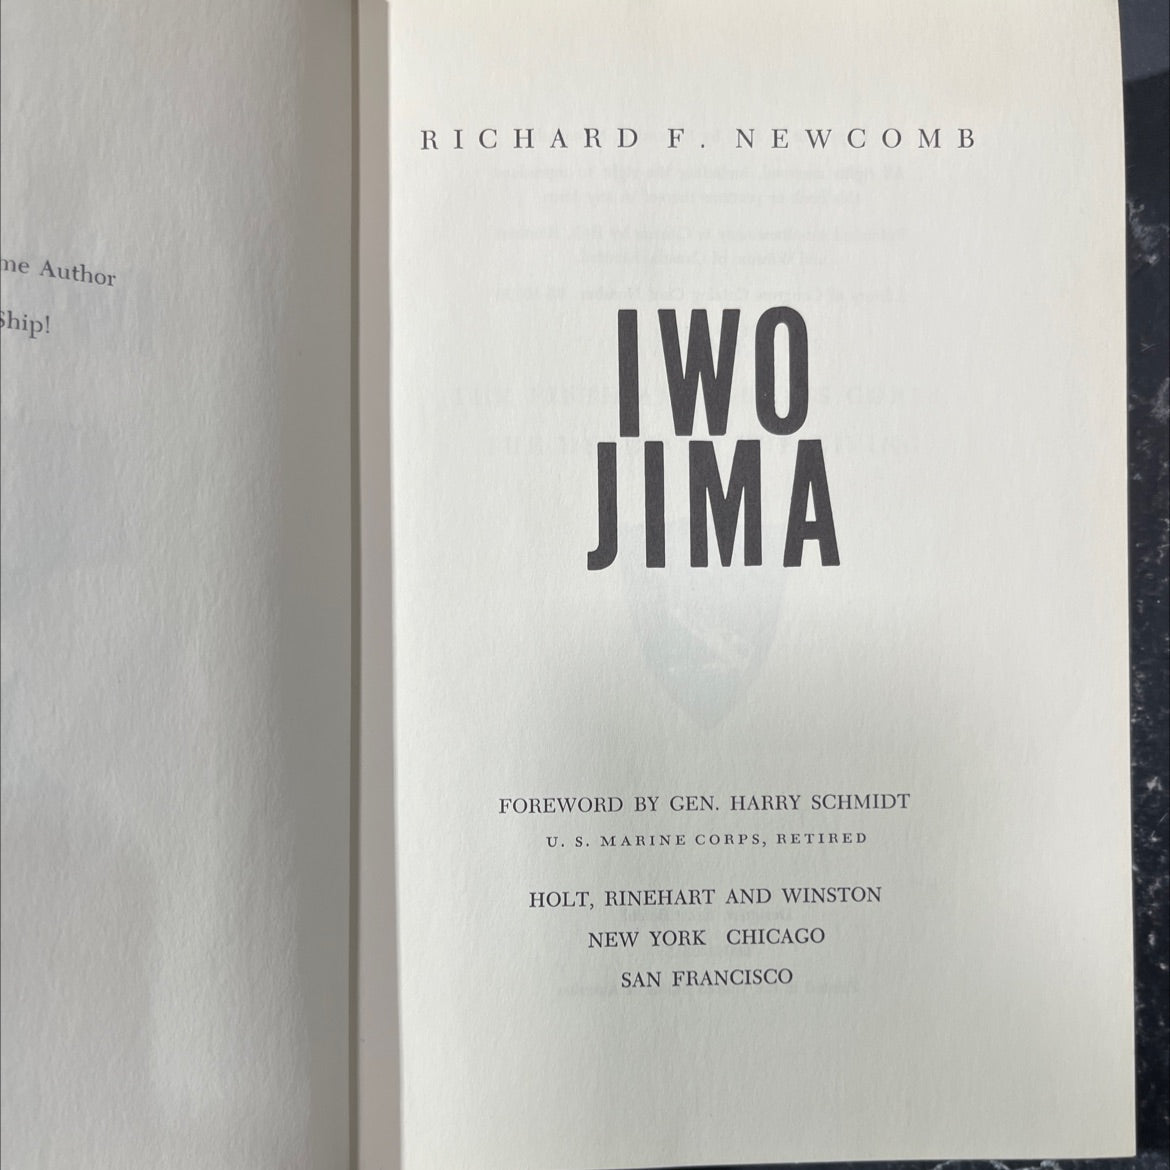 me Author
Ship!
RICHARD F. NEWCOMB
IWO
JIMA
FOREWORD BY GEN. HARRY SCHMIDT
U. S. MARINE CORPS, RETIRED
HOLT, RINEHART AND WINSTON
NEW YORK CHICAGO
SAN FRANCISCO